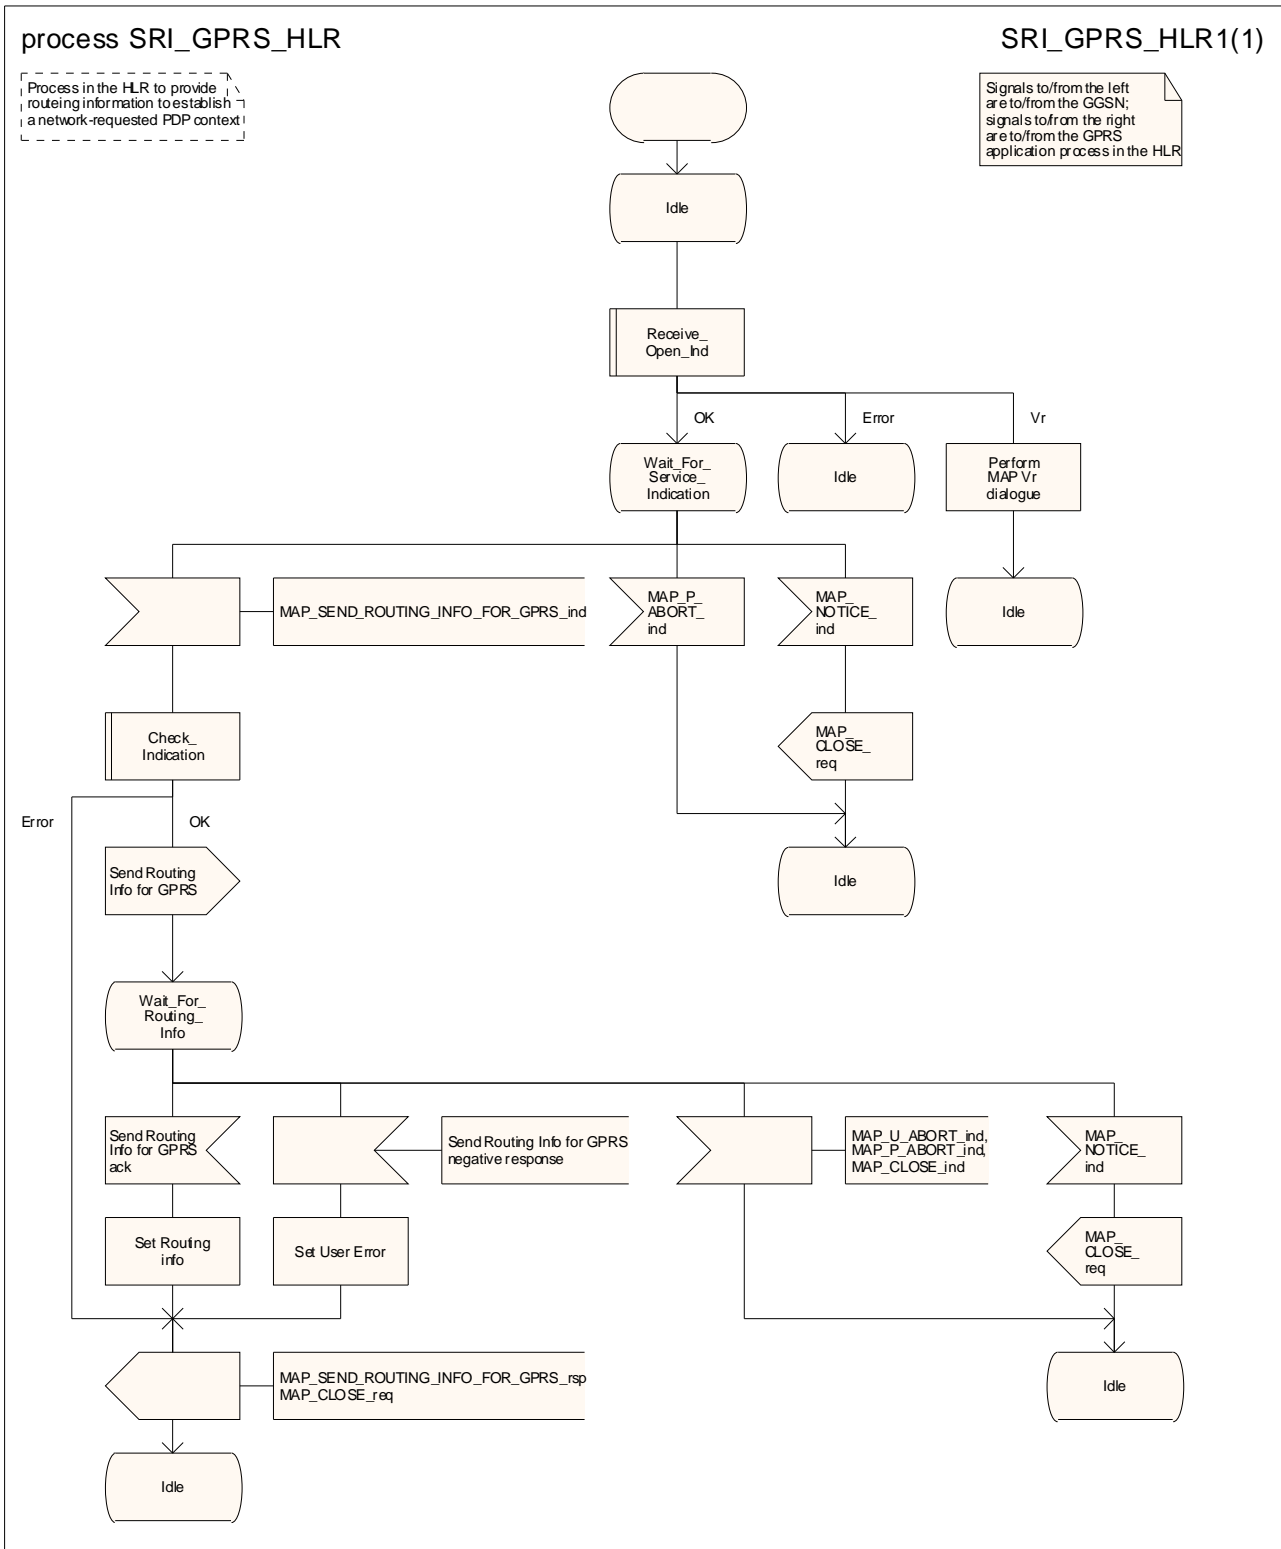 process SRI_GPRS_HLR
SRI_GPRS_HLR1(1)
Process in the HLR to provide
routeing information to establish
a network-requested PDP context
Signals to/from the left
are to/from the GGSN;
signals to/from the right
are to/from the GPRS
application process in the HLR
Idle
Receive_
Open_Ind
OK
Error
Vr
Wait_For_
Service_
Indication
Idle
Perform
MAP Vr
dialogue
MAP_SEND_ROUTING_INFO_FOR_GPRS_ind
MAP_P_
ABORT_
ind
MAP_
NOTICE_
ind
Idle
Check_
Indication
MAP_
CLOSE_
req
Error
OK
Send Routing
Info for GPRS
Idle
Wait_For_
Routing_
Info
Send Routing
Info for GPRS
ack
Send Routing Info for GPRS
negative response
MAP_U_ABORT_ind,
MAP_P_ABORT_ind,
MAP_CLOSE_ind
MAP_
NOTICE_
ind
Set Routing
info
Set User Error
MAP_
CLOSE_
req
MAP_SEND_ROUTING_INFO_FOR_GPRS_rsp
MAP_CLOSE_req
Idle
Idle